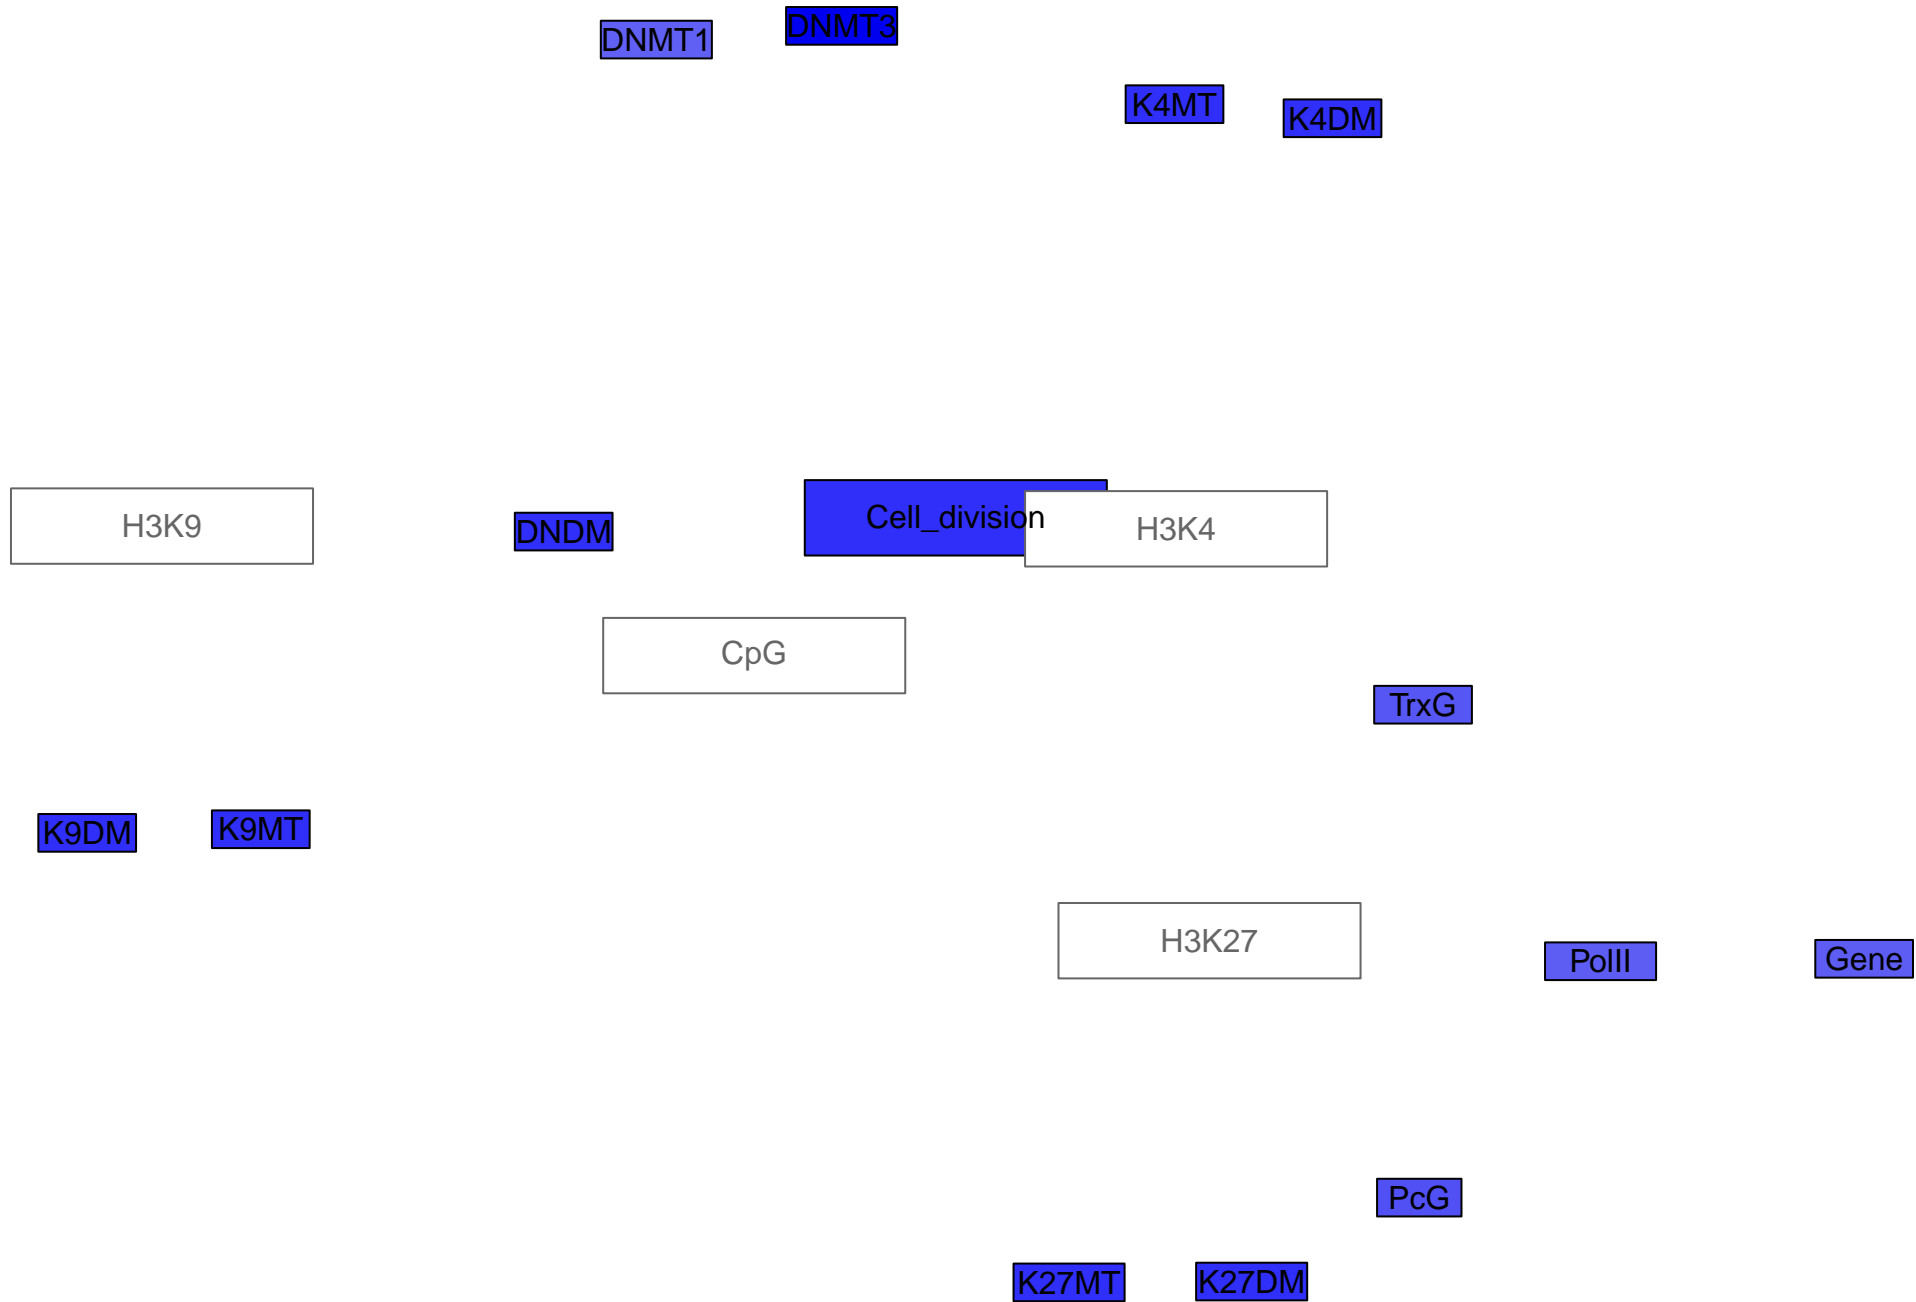 DNMT1
DNMT3
K4MT
K4DM
H3K9
DNDM
Cell_division
H3K4
CpG
TrxG
K9DM
K9MT
H3K27
PolII
Gene
PcG
K27MT
K27DM